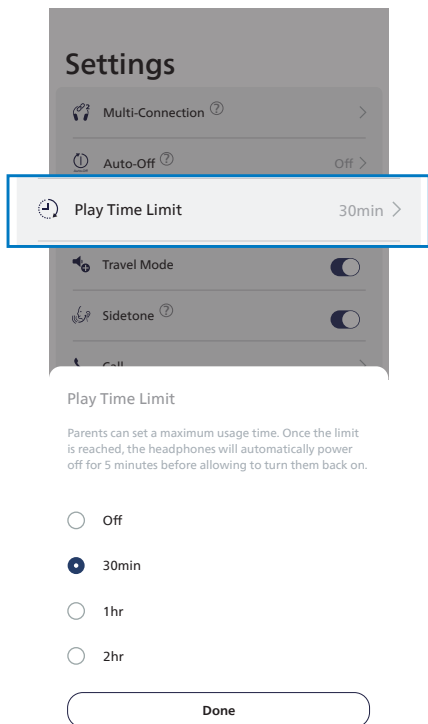 Settings
Multi-Connection ?
Auto-Off ? Off >
Play Time Limit 30min >
Travel Mode
Sidetone ?
Call
Play Time Limit
Parents can set a maximum usage time. Once the limit
is reached, the headphones will automatically power
off for 5 minutes before allowing to turn them back on.
Off
30min
1hr
2hr
Done